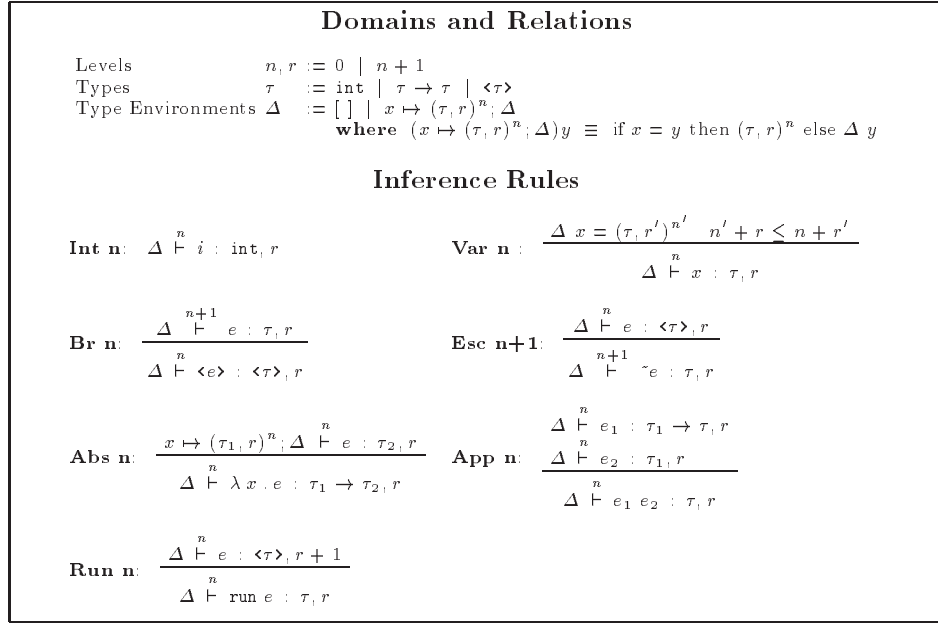 Domains and Relations
Levels n, r := 0 | n + 1
Types τ := int | τ → τ | <τ>
Type Environments Δ := [ ] | x ↦ (τ, r)ⁿ; Δ
where (x ↦ (τ, r)ⁿ; Δ)y ≡ if x = y then (τ, r)ⁿ else Δ y
Inference Rules
Int n: Δ ⊢ⁿ i : int, r
Var n : Δ x = (τ, r′)ⁿ′ n′ + r ≤ n + r′
Δ ⊢ⁿ x : τ, r
Br n: Δ ⊢ⁿ⁺¹ e : τ, r
Δ ⊢ⁿ <e> : <τ>, r
Esc n+1: Δ ⊢ⁿ e : <τ>, r
Δ ⊢ⁿ⁺¹ ~e : τ, r
Abs n: x ↦ (τ₁, r)ⁿ; Δ ⊢ⁿ e : τ₂, r
Δ ⊢ⁿ λ x . e : τ₁ → τ₂, r
App n: Δ ⊢ⁿ e₁ : τ₁ → τ, r
Δ ⊢ⁿ e₂ : τ₁, r
Δ ⊢ⁿ e₁ e₂ : τ, r
Run n: Δ ⊢ⁿ e : <τ>, r + 1
Δ ⊢ⁿ run e : τ, r